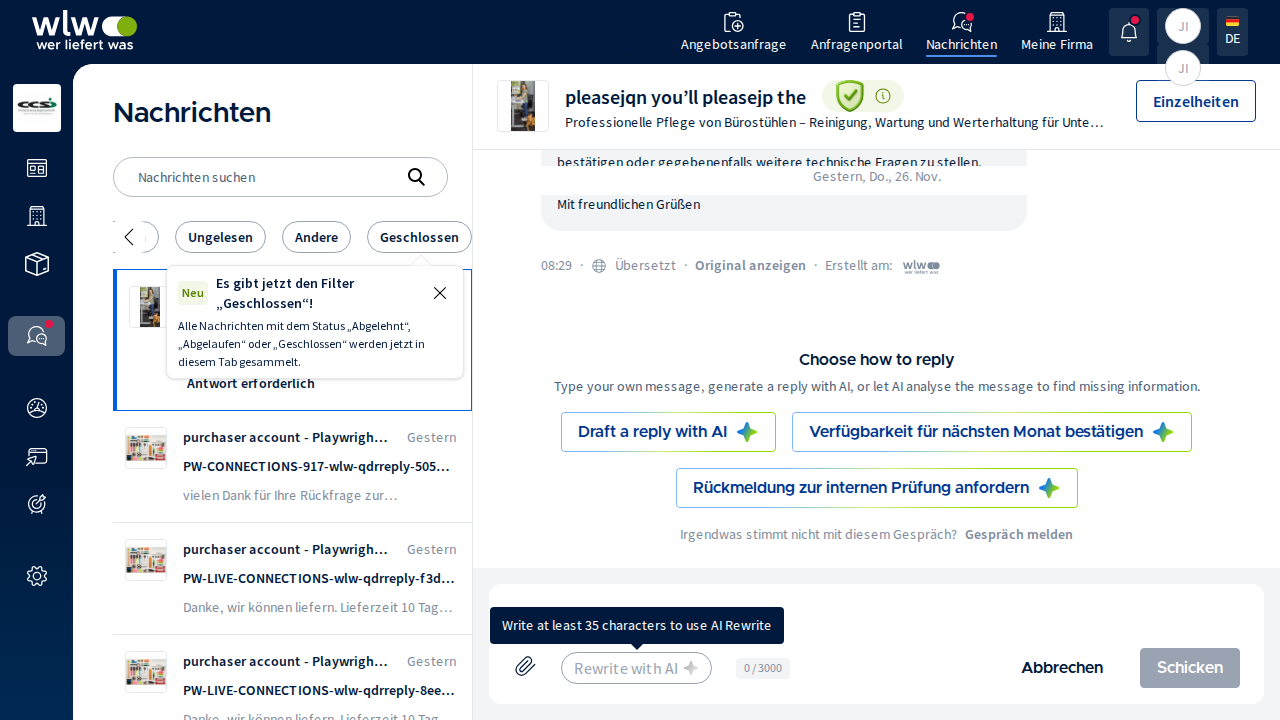 wlw
wer liefert was
Angebotsanfrage
Anfragenportal
Nachrichten
Meine Firma
JI
DE
JI
CCSi
Nachrichten
Nachrichten suchen
Ungelesen
Andere
Geschlossen
Neu
Es gibt jetzt den Filter
„Geschlossen“!
Alle Nachrichten mit dem Status „Abgelehnt“,
„Abgelaufen“ oder „Geschlossen“ werden jetzt in
diesem Tab gesammelt.
Antwort erforderlich
purchaser account - Playwrigh… Gestern
PW-CONNECTIONS-917-wlw-qdrreply-505…
vielen Dank für Ihre Rückfrage zur…
purchaser account - Playwrigh… Gestern
PW-LIVE-CONNECTIONS-wlw-qdrreply-f3d…
Danke, wir können liefern. Lieferzeit 10 Tag…
purchaser account - Playwrigh… Gestern
PW-LIVE-CONNECTIONS-wlw-qdrreply-8ee…
Danke, wir können liefern. Lieferzeit 10 Tag
pleasejqn you’ll pleasejp the
Professionelle Pflege von Bürostühlen – Reinigung, Wartung und Werterhaltung für Unte…
Einzelheiten
bestätigen oder gegebenenfalls weitere technische Fragen zu stellen.
Gestern, Do., 26. Nov.
Mit freundlichen Grüßen
08:29 · Übersetzt · Original anzeigen · Erstellt am: wlw
wer liefert was
Choose how to reply
Type your own message, generate a reply with AI, or let AI analyse the message to find missing information.
Draft a reply with AI
Verfügbarkeit für nächsten Monat bestätigen
Rückmeldung zur internen Prüfung anfordern
Irgendwas stimmt nicht mit diesem Gespräch? Gespräch melden
Write at least 35 characters to use AI Rewrite
Rewrite with AI
0 / 3000
Abbrechen
Schicken